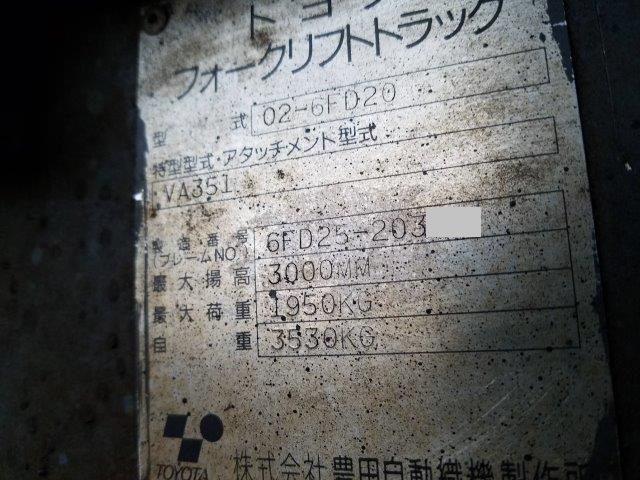 トヨタ
フォークリフトトラック
型 式 02-6FD20
特型型式・アタッチメント型式
VA351
製造番号 6FD25-203
(フレームNO.)
最大揚高 3000MM
最大荷重 1950KG
自 重 3530KG
TOYOTA 株式会社 豊田自動織機製作所